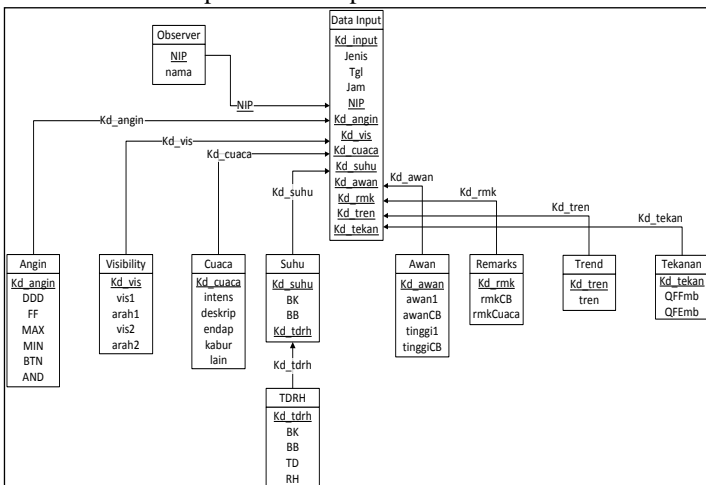 Observer
NIP
nama
Data Input
Kd_input
Jenis
Tgl
Jam
NIP
Kd_angin
Kd_vis
Kd_cuaca
Kd_suhu
Kd_awan
Kd_rmk
Kd_tren
Kd_tekan
NIP
Kd_angin
Kd_vis
Kd_cuaca
Kd_suhu
Kd_awan
Kd_rmk
Kd_tren
Kd_tekan
Angin
Kd_angin
DDD
FF
MAX
MIN
BTN
AND
Visibility
Kd_vis
vis1
arah1
vis2
arah2
Cuaca
Kd_cuaca
intens
deskrip
endap
kabur
lain
Suhu
Kd_suhu
BK
BB
Kd_tdrh
Awan
Kd_awan
awan1
awanCB
tinggi1
tinggiCB
Remarks
Kd_rmk
rmkCB
rmkCuaca
Trend
Kd_tren
tren
Tekanan
Kd_tekan
QFFmb
QFEmb
Kd_tdrh
TDRH
Kd_tdrh
BK
BB
TD
RH